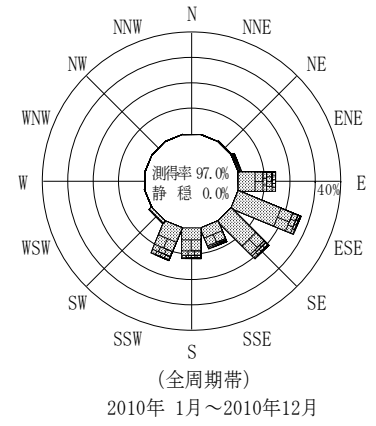 N
NNW NNE
NW NE
WNW ENE
測得率 97.0%
静 穏 0.0%
W 40% E
WSW ESE
SW SE
SSW SSE
S
(全周期帯)
2010年 1月～2010年12月